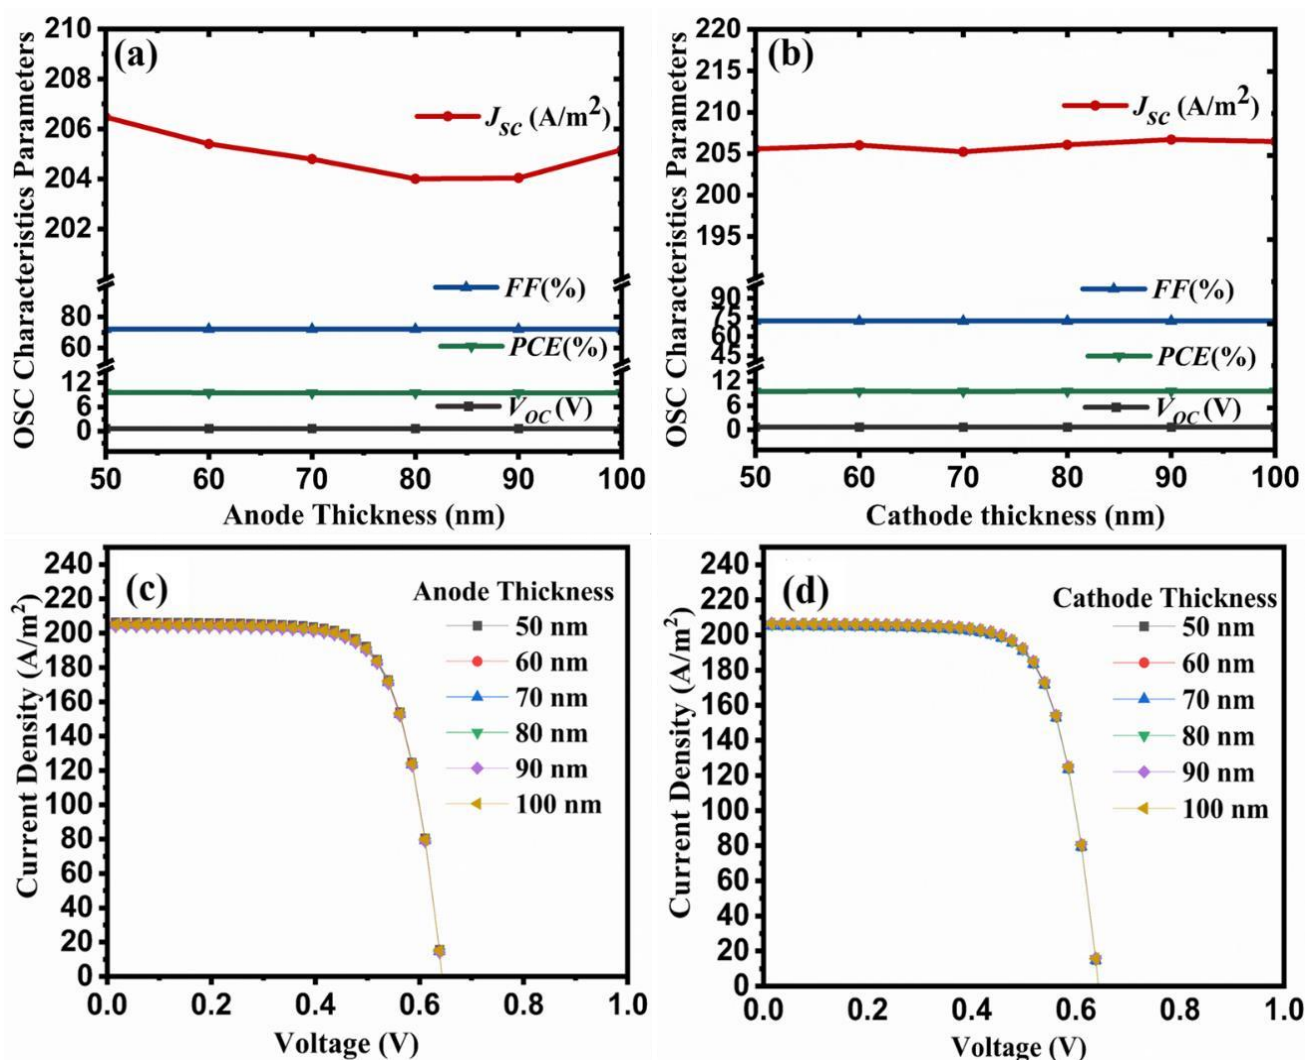 (a)
OSC Characteristics Parameters
210
208
206
204
202
80
60
12
6
0
J_sc (A/m²)
FF(%)
PCE(%)
V_OC (V)
50 60 70 80 90 100
Anode Thickness (nm)
(b)
OSC Characteristics Parameters
220
215
210
205
200
195
90
75
60
45
12
6
0
J_sc (A/m²)
FF(%)
PCE(%)
V_OC (V)
50 60 70 80 90 100
Cathode thickness (nm)
(c)
Current Density (A/m²)
240
220
200
180
160
140
120
100
80
60
40
20
0
Anode Thickness
50 nm
60 nm
70 nm
80 nm
90 nm
100 nm
0.0 0.2 0.4 0.6 0.8 1.0
Voltage (V)
(d)
Current Density (A/m²)
240
220
200
180
160
140
120
100
80
60
40
20
0
Cathode Thickness
50 nm
60 nm
70 nm
80 nm
90 nm
100 nm
0.0 0.2 0.4 0.6 0.8 1.0
Voltage (V)